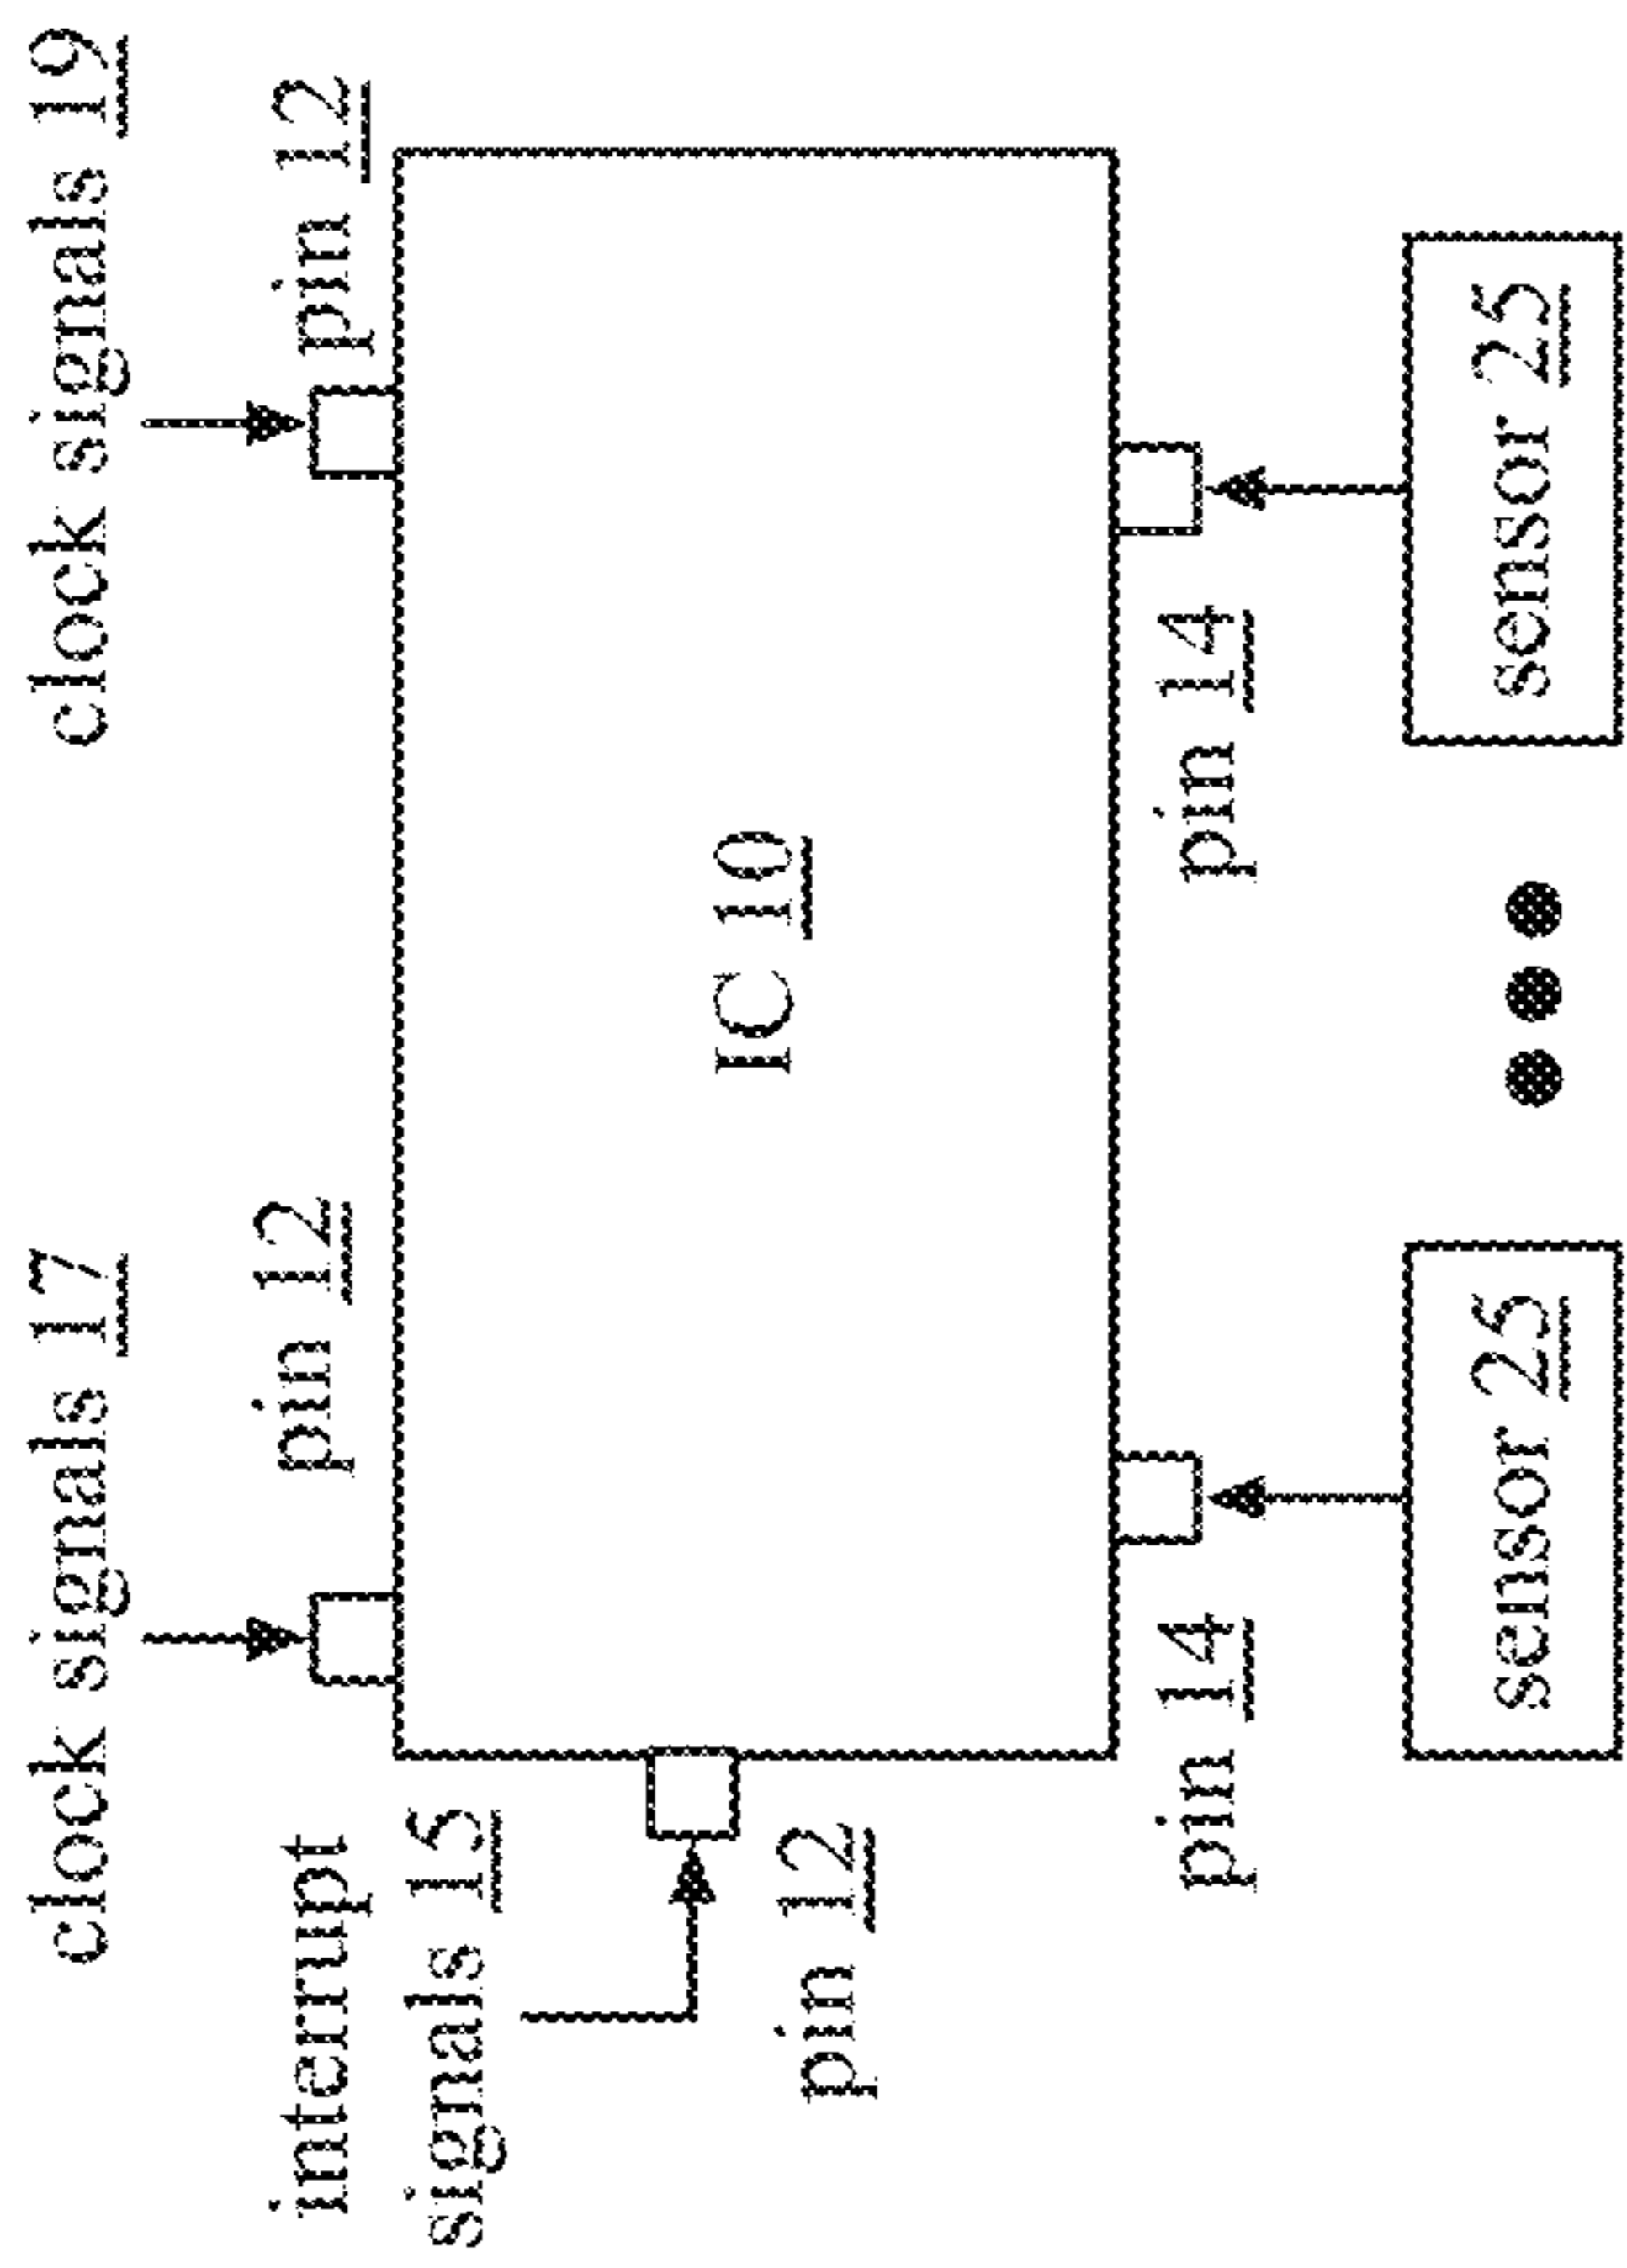 clock signals 17
clock signals 19
interrupt
signals 15
pin 12
pin 12
pin 12
IC 10
pin 14
pin 14
sensor 25
sensor 25